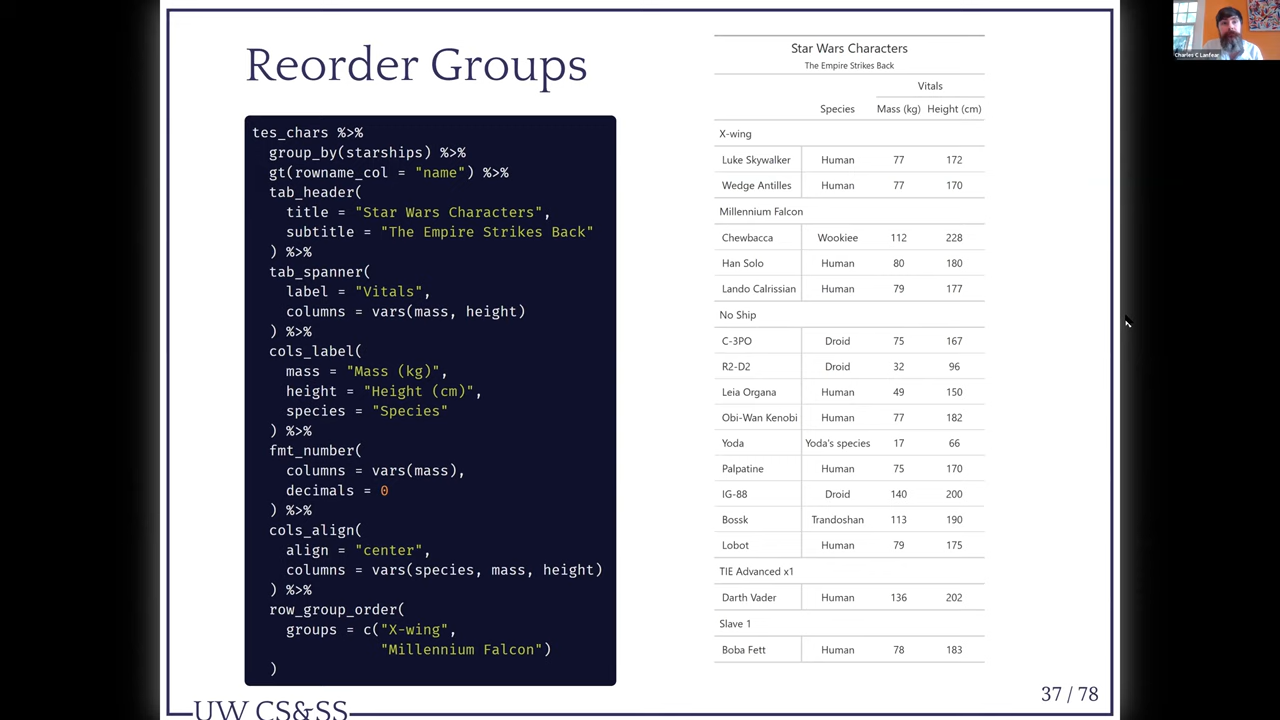 Reorder Groups
tes_chars %>%
  group_by(starships) %>%
  gt(rowname_col = "name") %>%
  tab_header(
    title = "Star Wars Characters",
    subtitle = "The Empire Strikes Back"
  ) %>%
  tab_spanner(
    label = "Vitals",
    columns = vars(mass, height)
  ) %>%
  cols_label(
    mass = "Mass (kg)",
    height = "Height (cm)",
    species = "Species"
  ) %>%
  fmt_number(
    columns = vars(mass),
    decimals = 0
  ) %>%
  cols_align(
    align = "center",
    columns = vars(species, mass, height)
  ) %>%
  row_group_order(
    groups = c("X-wing",
               "Millennium Falcon")
  )
Star Wars Characters
The Empire Strikes Back
Vitals
Species Mass (kg) Height (cm)
X-wing
Luke Skywalker Human 77 172
Wedge Antilles Human 77 170
Millennium Falcon
Chewbacca Wookiee 112 228
Han Solo Human 80 180
Lando Calrissian Human 79 177
No Ship
C-3PO Droid 75 167
R2-D2 Droid 32 96
Leia Organa Human 49 150
Obi-Wan Kenobi Human 77 182
Yoda Yoda's species 17 66
Palpatine Human 75 170
IG-88 Droid 140 200
Bossk Trandoshan 113 190
Lobot Human 79 175
TIE Advanced x1
Darth Vader Human 136 202
Slave 1
Boba Fett Human 78 183
37 / 78
UW CS&SS
Charles C Lanfear